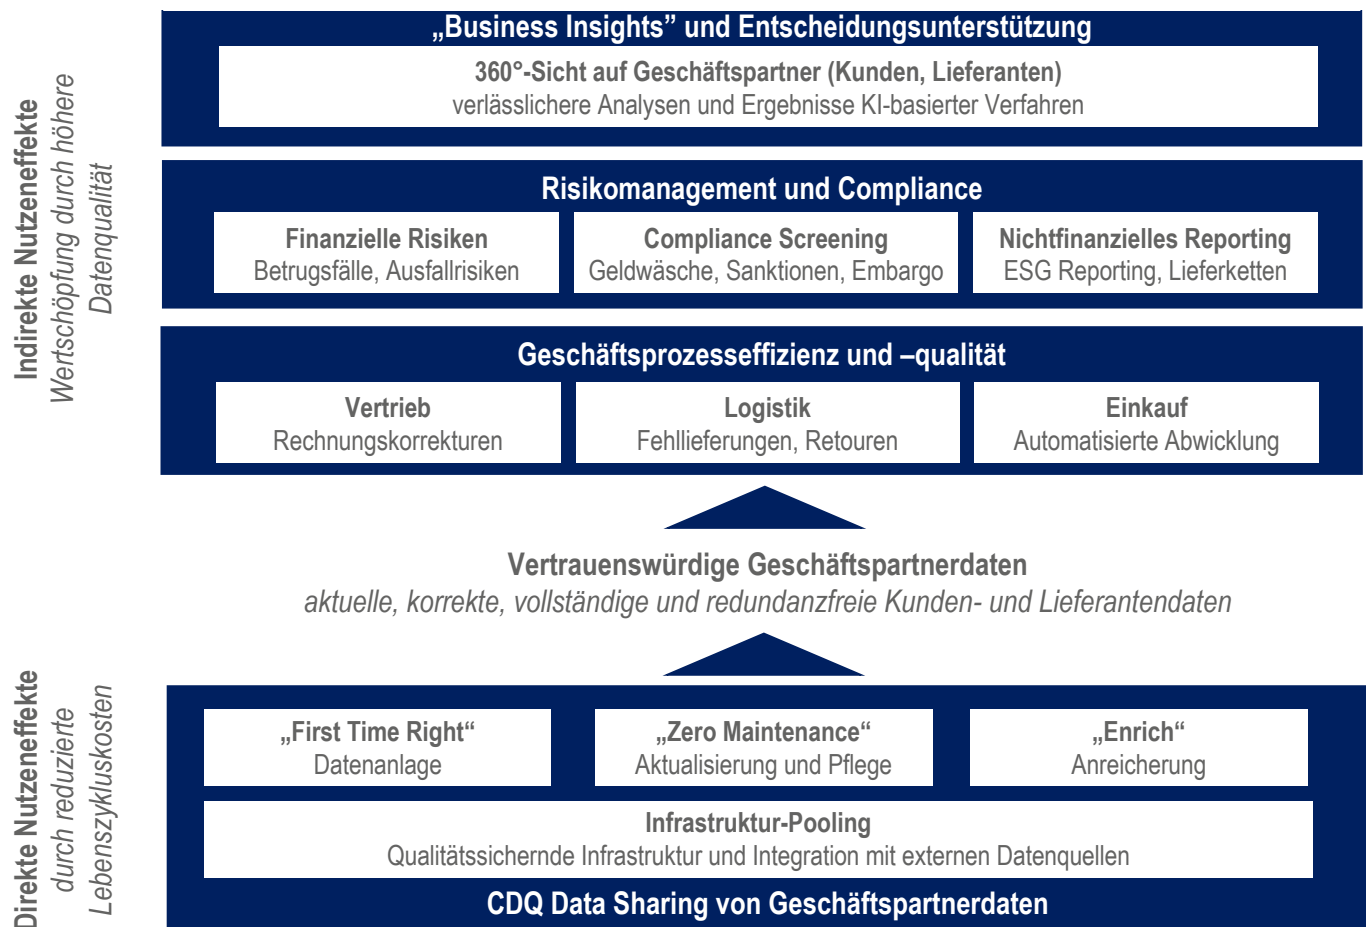 „Business Insights” und Entscheidungsunterstützung
360°-Sicht auf Geschäftspartner (Kunden, Lieferanten)
verlässlichere Analysen und Ergebnisse KI-basierter Verfahren
Indirekte Nutzeneffekte
Wertschöpfung durch höhere
Datenqualität
Risikomanagement und Compliance
Finanzielle Risiken
Betrugsfälle, Ausfallrisiken
Compliance Screening
Geldwäsche, Sanktionen, Embargo
Nichtfinanzielles Reporting
ESG Reporting, Lieferketten
Geschäftsprozesseffizienz und –qualität
Vertrieb
Rechnungskorrekturen
Logistik
Fehllieferungen, Retouren
Einkauf
Automatisierte Abwicklung
Vertrauenswürdige Geschäftspartnerdaten
aktuelle, korrekte, vollständige und redundanzfreie Kunden- und Lieferantendaten
Direkte Nutzeneffekte
durch reduzierte
Lebenszykluskosten
„First Time Right“
Datenanlage
„Zero Maintenance“
Aktualisierung und Pflege
„Enrich“
Anreicherung
Infrastruktur-Pooling
Qualitätssichernde Infrastruktur und Integration mit externen Datenquellen
CDQ Data Sharing von Geschäftspartnerdaten